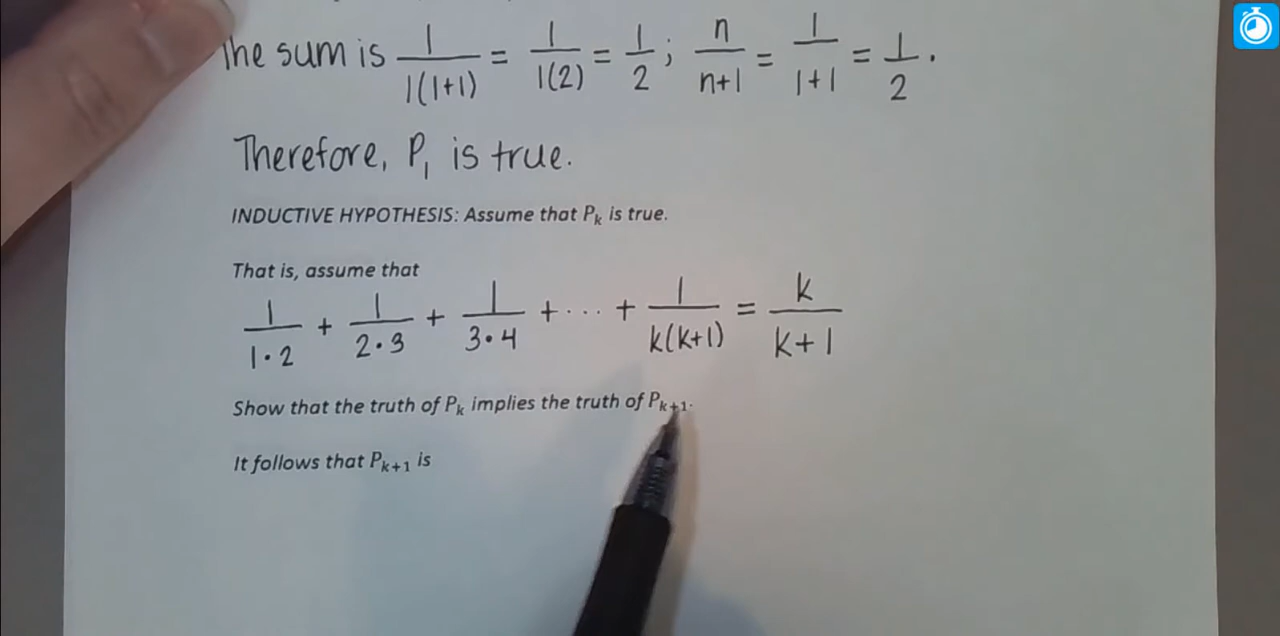 The sum is 1/1(1+1) = 1/1(2) = 1/2 ; n/n+1 = 1/1+1 = 1/2 .
Therefore, P₁ is true.
INDUCTIVE HYPOTHESIS: Assume that Pₖ is true.
That is, assume that
1/1•2 + 1/2•3 + 1/3•4 + ... + 1/k(k+1) = k/k+1
Show that the truth of Pₖ implies the truth of Pₖ₊₁.
It follows that Pₖ₊₁ is